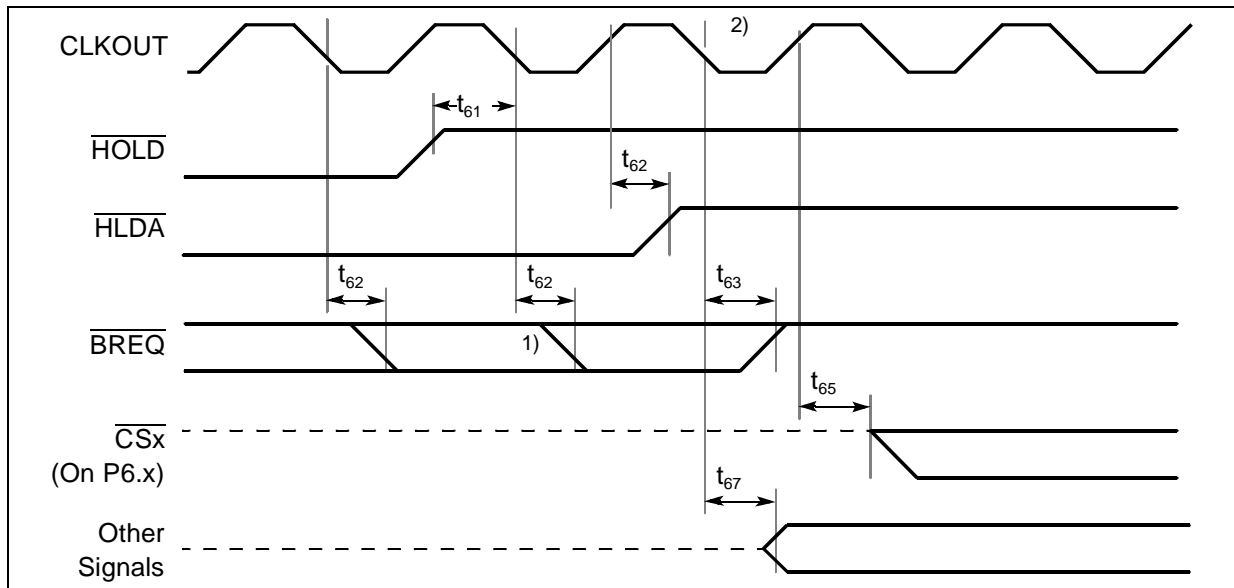 CLKOUT
2)
t61
HOLD
t62
HLDA
t62
t62
t63
BREQ
1)
t65
CSx
(On P6.x)
t67
Other
Signals